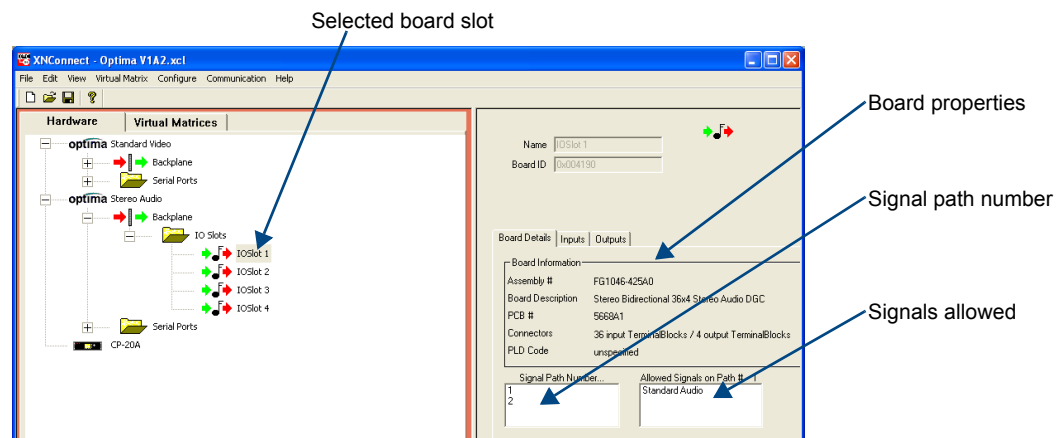 Selected board slot
XNConnect - Optima V1A2.xcl
File Edit View Virtual Matrix Configure Communication Help
Hardware Virtual Matrices
optima Standard Video
Backplane
Serial Ports
optima Stereo Audio
Backplane
IO Slots
IOSlot 1
IOSlot 2
IOSlot 3
IOSlot 4
Serial Ports
CP-20A
Name IOSlot 1
Board ID 0x004190
Board Details Inputs Outputs
Board Information
Assembly # FG1046-425A0
Board Description Stereo Bidirectional 36x4 Stereo Audio DGC
PCB # 5668A1
Connectors 36 input TerminalBlocks / 4 output TerminalBlocks
PLD Code unspecified
Signal Path Number... Allowed Signals on Path # 1
1 Standard Audio
2
Board properties
Signal path number
Signals allowed